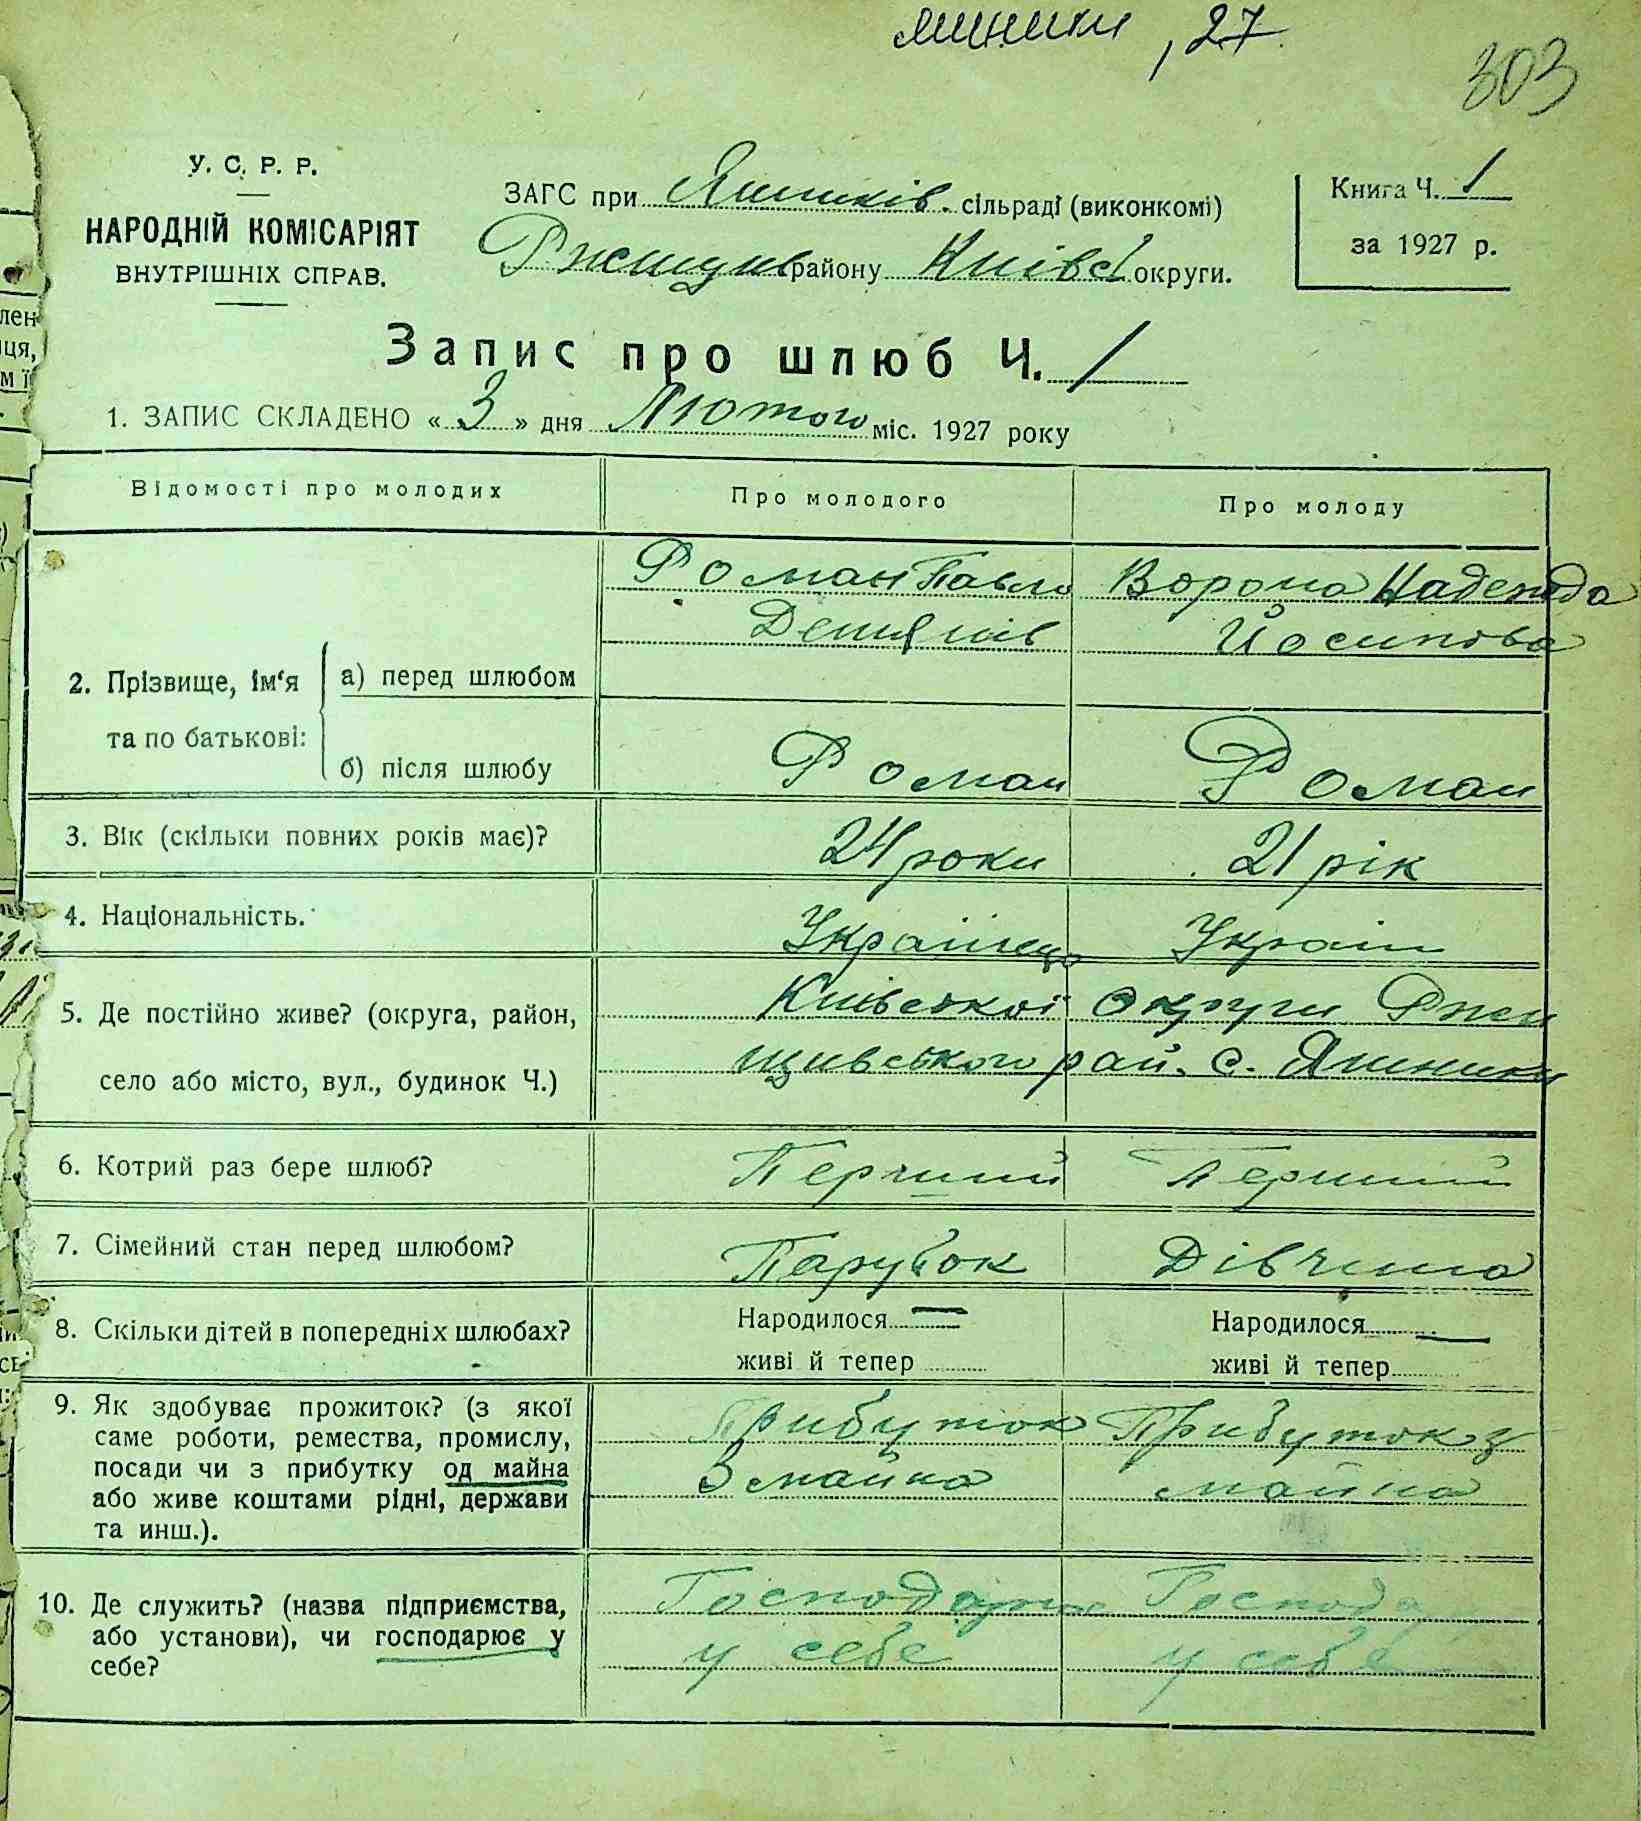 , 27
303
У. С. Р. Р.
НАРОДНІЙ КОМІСАРІЯТ
ВНУТРІШНІХ СПРАВ.
ЗАГС при Яшників. сільраді (виконкомі)
Ржищив району Київс округи.
Книга Ч. 1
за 1927 р.
Запис про шлюб Ч. 1
1. ЗАПИС СКЛАДЕНО « 3 » дня Лютого міс. 1927 року
Відомості про молодих
Про молодого
Про молоду
2. Прізвище, ім'я та по батькові:
а) перед шлюбом
Роман Павло
Демянів
Ворона Надежда
Йосипова
б) після шлюбу
Роман
Роман
3. Вік (скільки повних років має)?
24 роки
21 рік
4. Національність.
Українець
Україн
5. Де постійно живе? (округа, район,
село або місто, вул., будинок Ч.)
Київської округи Ржи
щивського рай. с. Яшники
6. Котрий раз бере шлюб?
Перчий
Перший
7. Сімейний стан перед шлюбом?
Парубок
Дівчина
8. Скільки дітей в попередніх шлюбах?
Народилося —
живі й тепер
Народилося —
живі й тепер
9. Як здобуває прожиток? (з якої
саме роботи, ремества, промислу,
посади чи з прибутку од майна
або живе коштами рідні, держави
та инш.).
Прибуток
З майна
Прибуток з
майна
10. Де служить? (назва підприємства,
або установи), чи господарює у
себе?
Господарює
у себе
Господа
у себе